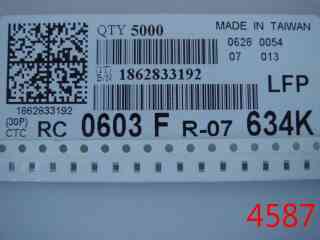 QTY 5000
MADE IN TAIWAN
0626 0054
07 013
1862833192
LFP
1862833192
(30P) CTC RC 0603 F R-07 634K
4587